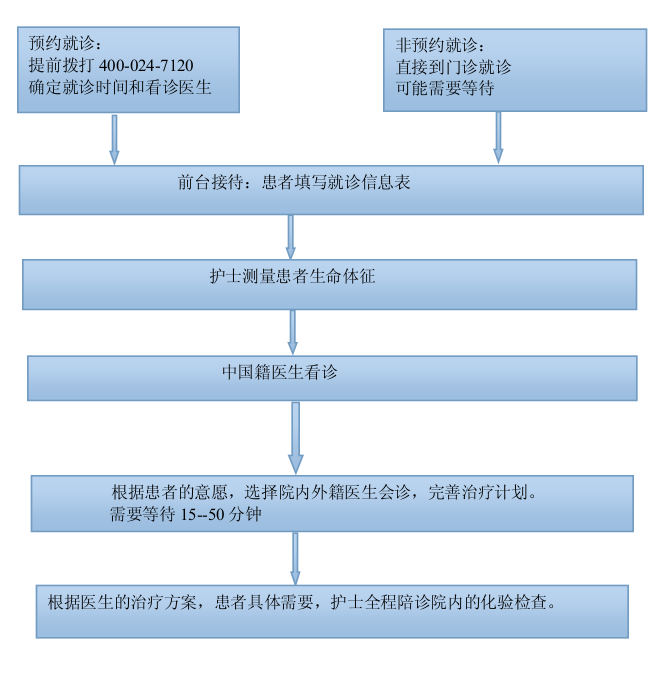 预约就诊：
提前拨打 400-024-7120
确定就诊时间和看诊医生
非预约就诊：
直接到门诊就诊
可能需要等待
前台接待：患者填写就诊信息表
护士测量患者生命体征
中国籍医生看诊
根据患者的意愿，选择院内外籍医生会诊，完善治疗计划。
需要等待 15--50 分钟
根据医生的治疗方案，患者具体需要，护士全程陪诊院内的化验检查。